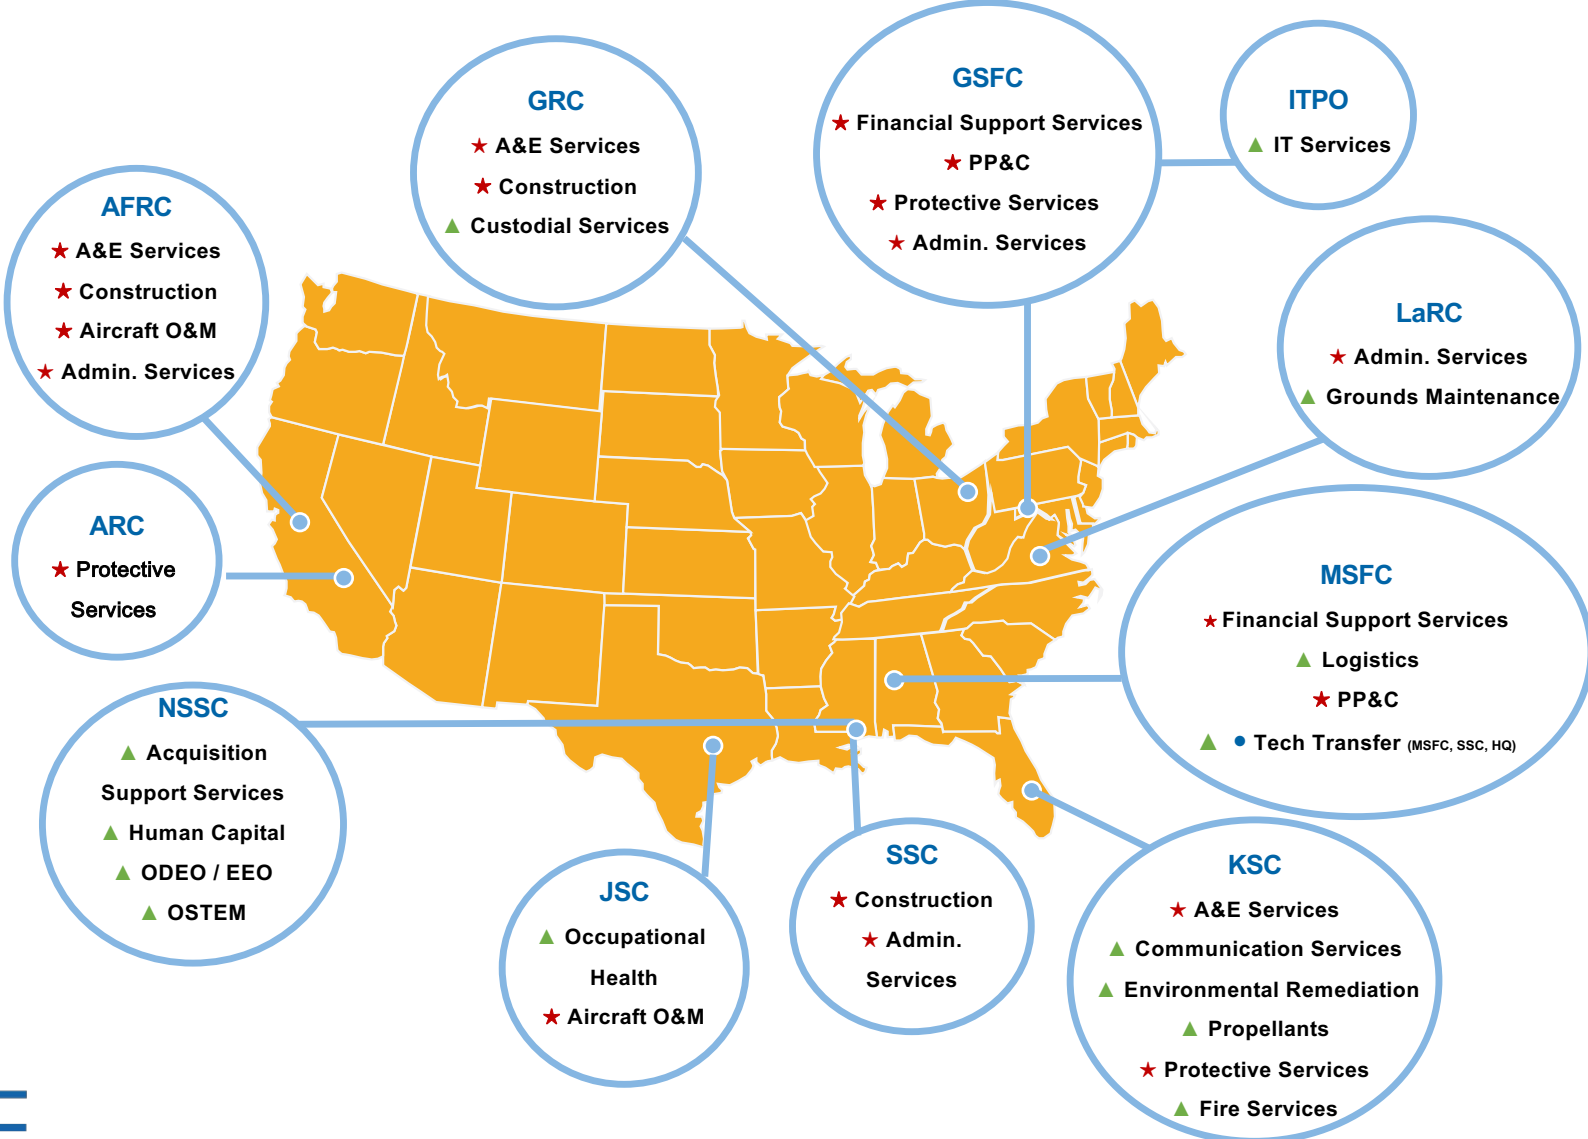 GRC
★ A&E Services
★ Construction
▲ Custodial Services
GSFC
★ Financial Support Services
★ PP&C
★ Protective Services
★ Admin. Services
ITPO
▲ IT Services
AFRC
★ A&E Services
★ Construction
★ Aircraft O&M
★ Admin. Services
LaRC
★ Admin. Services
▲ Grounds Maintenance
ARC
★ Protective
Services
MSFC
★ Financial Support Services
▲ Logistics
★ PP&C
▲ • Tech Transfer (MSFC, SSC, HQ)
NSSC
▲ Acquisition
Support Services
▲ Human Capital
▲ ODEO / EEO
▲ OSTEM
JSC
▲ Occupational
Health
★ Aircraft O&M
SSC
★ Construction
★ Admin.
Services
KSC
★ A&E Services
▲ Communication Services
▲ Environmental Remediation
▲ Propellants
★ Protective Services
▲ Fire Services